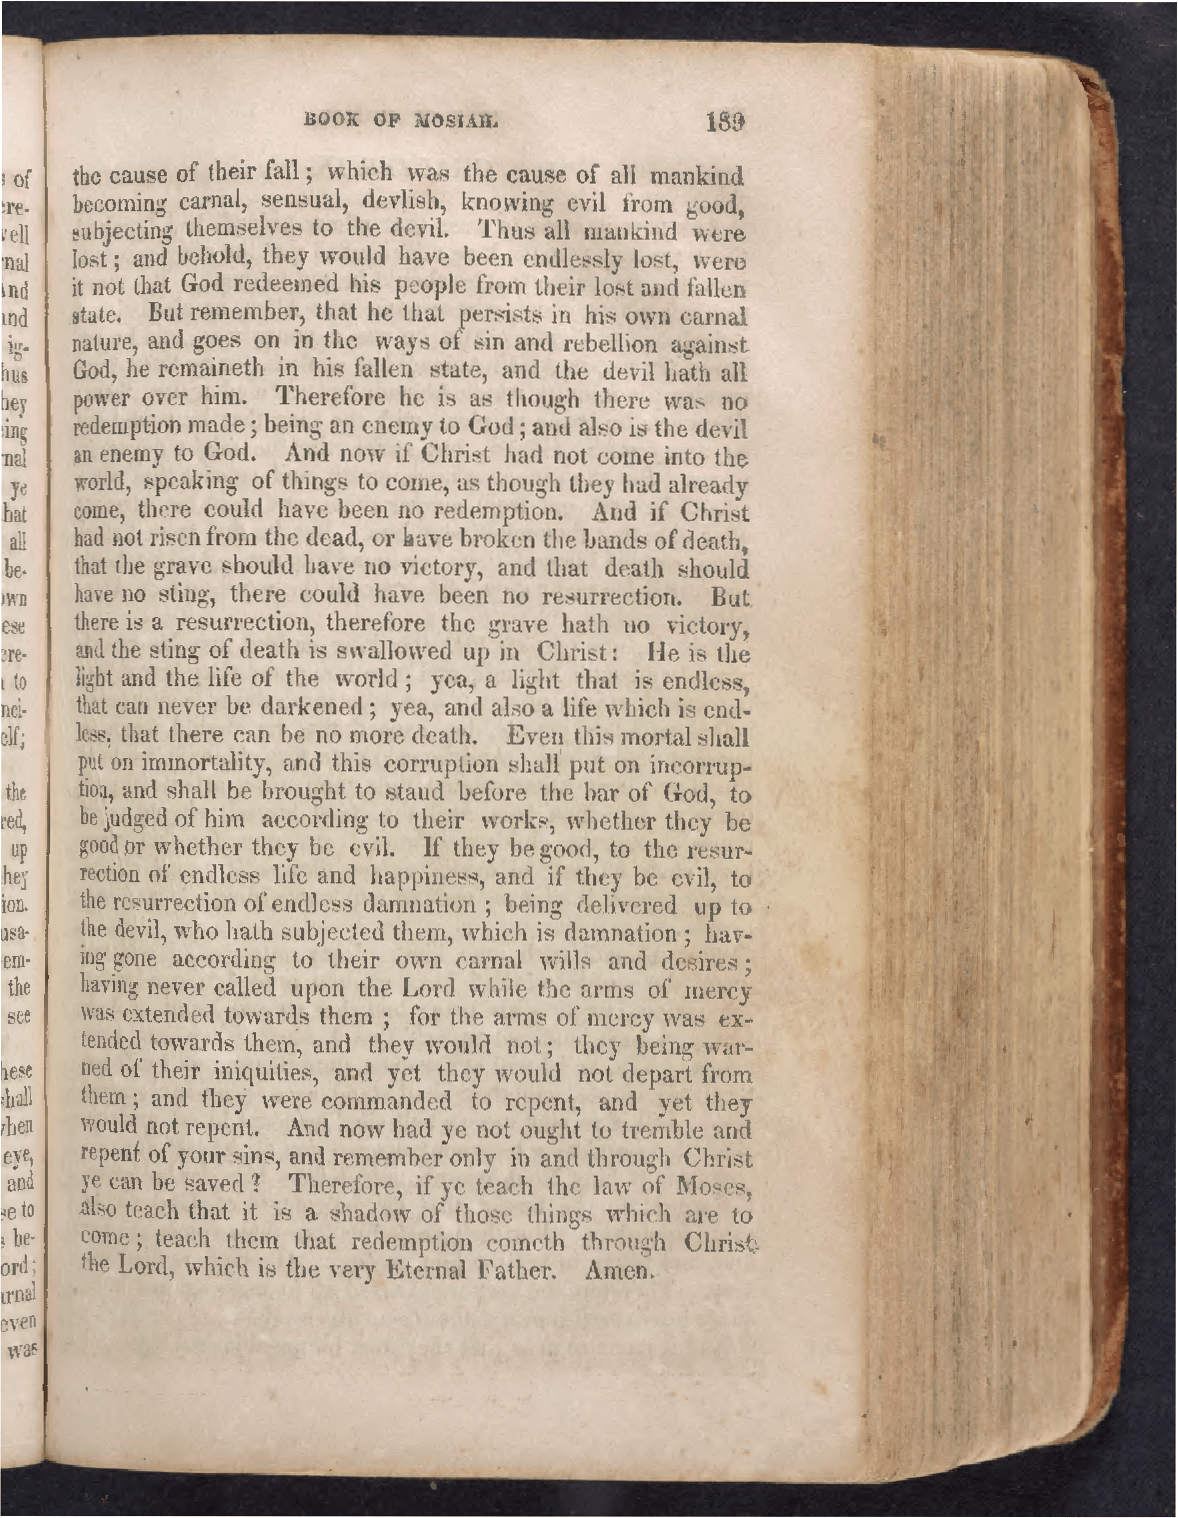 BOOK OF MOSIAH. 189
the cause of their fall; which was the cause of all mankind
becoming carnal, sensual, devlish, knowing evil from good,
subjecting themselves to the devil. Thus all mankind were
lost; and behold, they would have been endlessly lost, were
it not that God redeemed his people from their lost and fallen
state. But remember, that he that persists in his own carnal
nature, and goes on in the ways of sin and rebellion against
God, he remaineth in his fallen state, and the devil hath all
power over him. Therefore he is as though there was no
redemption made; being an enemy to God; and also is the devil
an enemy to God. And now if Christ had not come into the
world, speaking of things to come, as though they had already
come, there could have been no redemption. And if Christ
had not risen from the dead, or have broken the bands of death,
that the grave should have no victory, and that death should
have no sting, there could have been no resurrection. But
there is a resurrection, therefore the grave hath no victory,
and the sting of death is swallowed up in Christ: He is the
light and the life of the world; yea, a light that is endless,
that can never be darkened; yea, and also a life which is end-
less, that there can be no more death. Even this mortal shall
put on immortality, and this corruption shall put on incorrup-
tion, and shall be brought to stand before the bar of God, to
be judged of him according to their works, whether they be
good or whether they be evil. If they be good, to the resur-
rection of endless life and happiness, and if they be evil, to
the resurrection of endless damnation; being delivered up to
the devil, who hath subjected them, which is damnation; hav-
ing gone according to their own carnal wills and desires;
having never called upon the Lord while the arms of mercy
was extended towards them; for the arms of mercy was ex-
tended towards them, and they would not; they being war-
ned of their iniquities, and yet they would not depart from
them; and they were commanded to repent, and yet they
would not repent. And now had ye not ought to tremble and
repent of your sins, and remember only in and through Christ
ye can be saved? Therefore, if ye teach the law of Moses,
also teach that it is a shadow of those things which are to
come; teach them that redemption cometh through Christ
the Lord, which is the very Eternal Father. Amen.